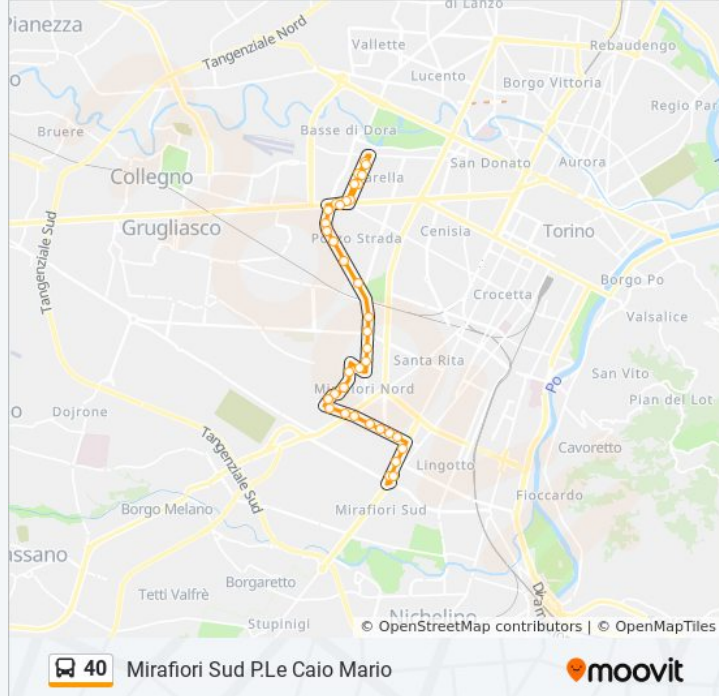 di Lanzo
Pianezza
Tangenziale Nord
Vallette
Rebaudengo
Lucento
Borgo Vittoria
Regio Par
Bruere
Basse di Dora
San Donato
Aurora
Collegno
Grugliasco
Strada
Cenisia
Torino
Tangenziale Sud
Borgo Po
Crocetta
Valsalice
Santa Rita
Po
San Vito
Mirafiori Nord
Pian del Lot
Dojrone
Tangenziale Sud
Cavoretto
Lingotto
Fioccardo
Borgo Melano
Mirafiori Sud
assano
Tetti Valfrè
Borgaretto
Stupinigi
Nichelino
© OpenStreetMap contributors | © OpenMapTiles
40 Mirafiori Sud P.Le Caio Mario
moovit